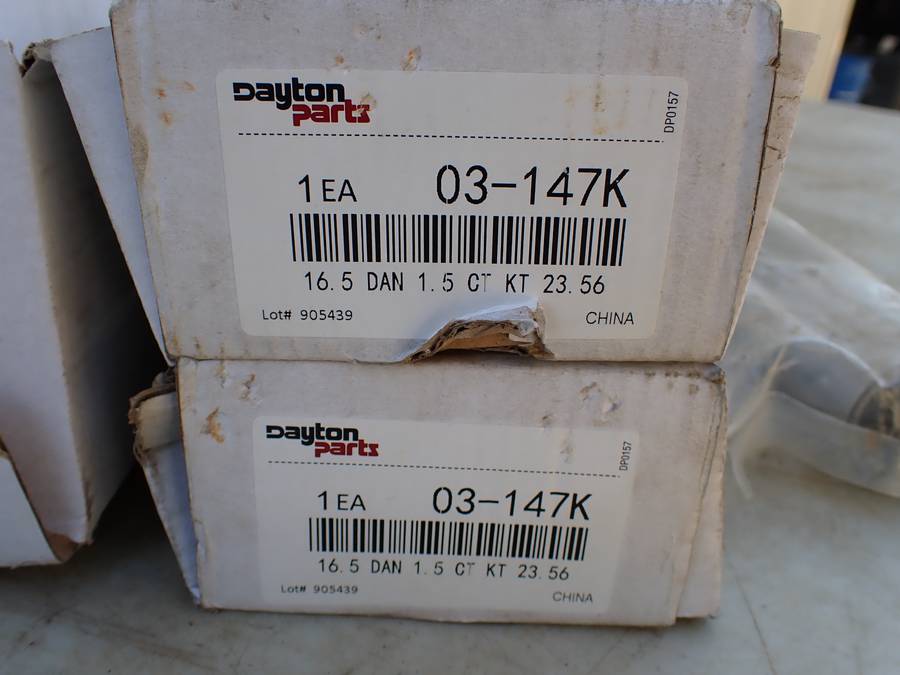 Dayton
parts
DP0157
1 EA 03-147K
16.5 DAN 1.5 CT KT 23.56
Lot# 905439 CHINA
Dayton
parts
DP0157
1 EA 03-147K
16.5 DAN 1.5 CT KT 23.56
Lot# 905439 CHINA